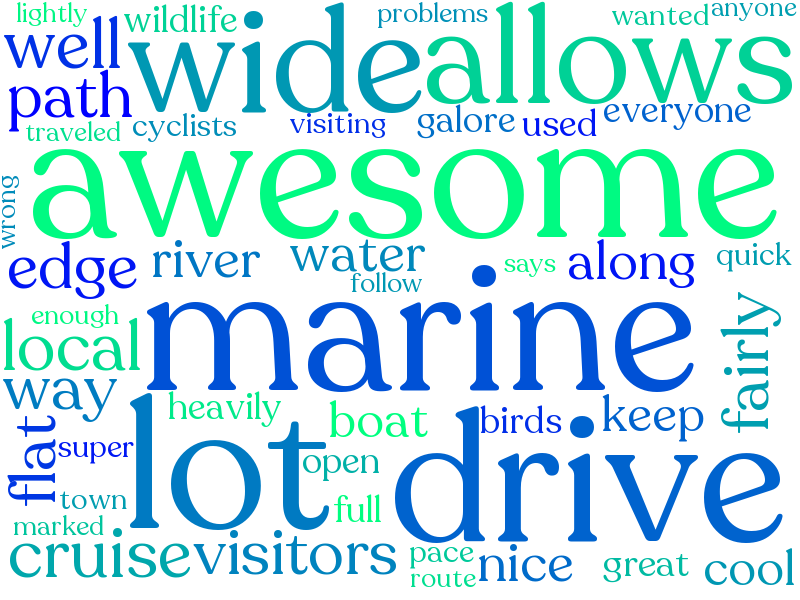 lightly wildlife problems wanted anyone
well wide allows
path
traveled cyclists visiting galore used everyone
wrong awesome
edge river water says along quick
follow
enough marine
local fairly
way heavily boat birds keep
flat super lot open drive
town full
marked
cruise visitors pace nice great cool
route